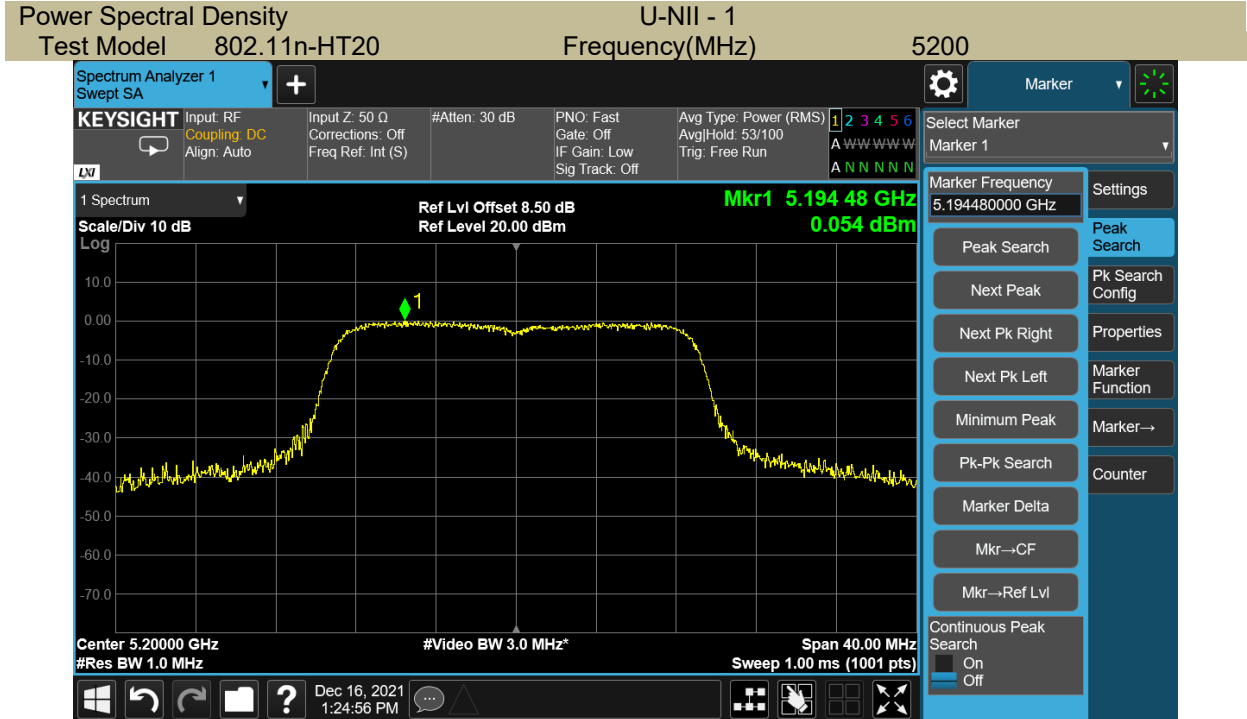 Power Spectral Density U-NII - 1
Test Model 802.11n-HT20 Frequency(MHz) 5200
Spectrum Analyzer 1
Swept SA
Marker
KEYSIGHT
LXI
Input: RF
Coupling: DC
Align: Auto
Input Z: 50 Ω
Corrections: Off
Freq Ref: Int (S)
#Atten: 30 dB
PNO: Fast
Gate: Off
IF Gain: Low
Sig Track: Off
Avg Type: Power (RMS)
Avg|Hold: 53/100
Trig: Free Run
1 2 3 4 5 6
A W W W W W
A N N N N N
Select Marker
Marker 1
1 Spectrum
Scale/Div 10 dB
Log
Ref Lvl Offset 8.50 dB
Ref Level 20.00 dBm
Mkr1 5.194 48 GHz
0.054 dBm
1
10.0
0.00
-10.0
-20.0
-30.0
-40.0
-50.0
-60.0
-70.0
Center 5.20000 GHz
#Res BW 1.0 MHz
#Video BW 3.0 MHz*
Span 40.00 MHz
Sweep 1.00 ms (1001 pts)
Marker Frequency
5.194480000 GHz
Peak Search
Next Peak
Next Pk Right
Next Pk Left
Minimum Peak
Pk-Pk Search
Marker Delta
Mkr→CF
Mkr→Ref Lvl
Continuous Peak
Search
On
Off
Settings
Peak
Search
Pk Search
Config
Properties
Marker
Function
Marker→
Counter
?
Dec 16, 2021
1:24:56 PM